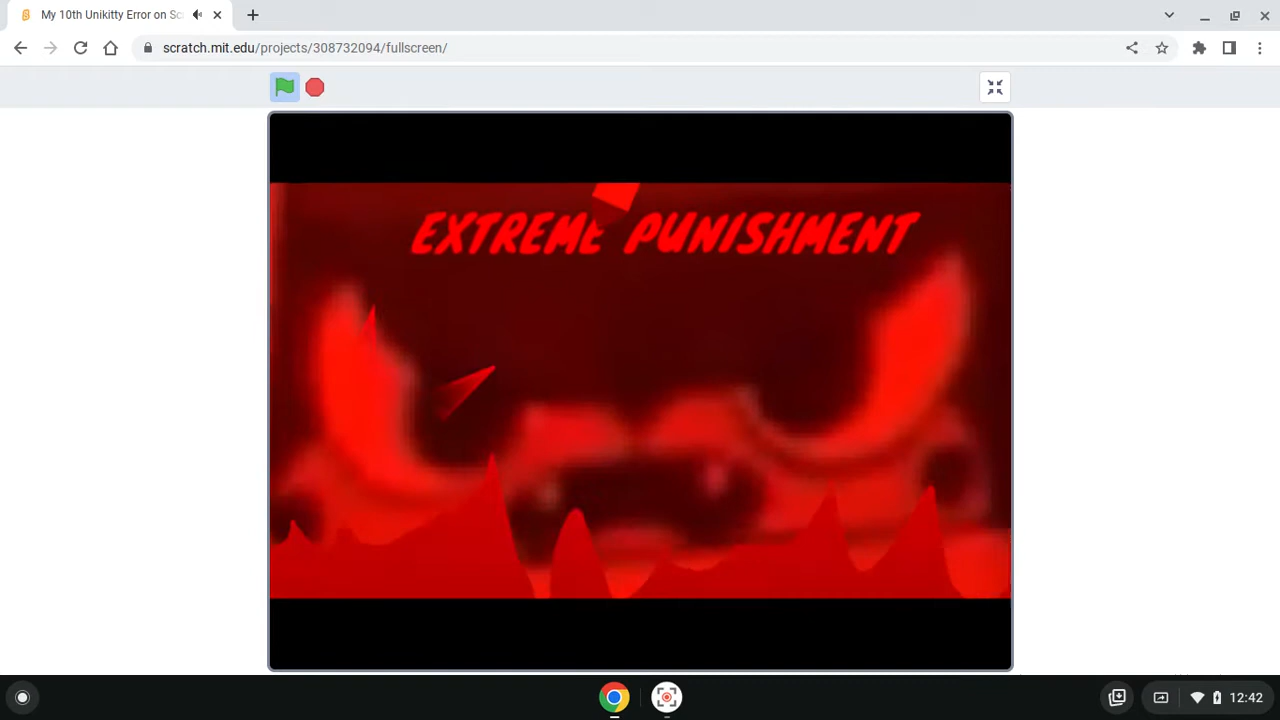 My 10th Unikitty Error on Sc
scratch.mit.edu/projects/308732094/fullscreen/
EXTREME PUNISHMENT
12:42